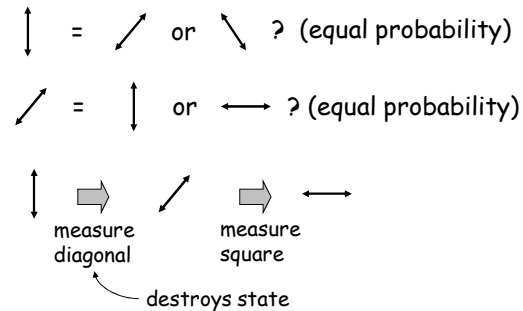 = or ? (equal probability)
= or ? (equal probability)
measure diagonal
measure square
destroys state